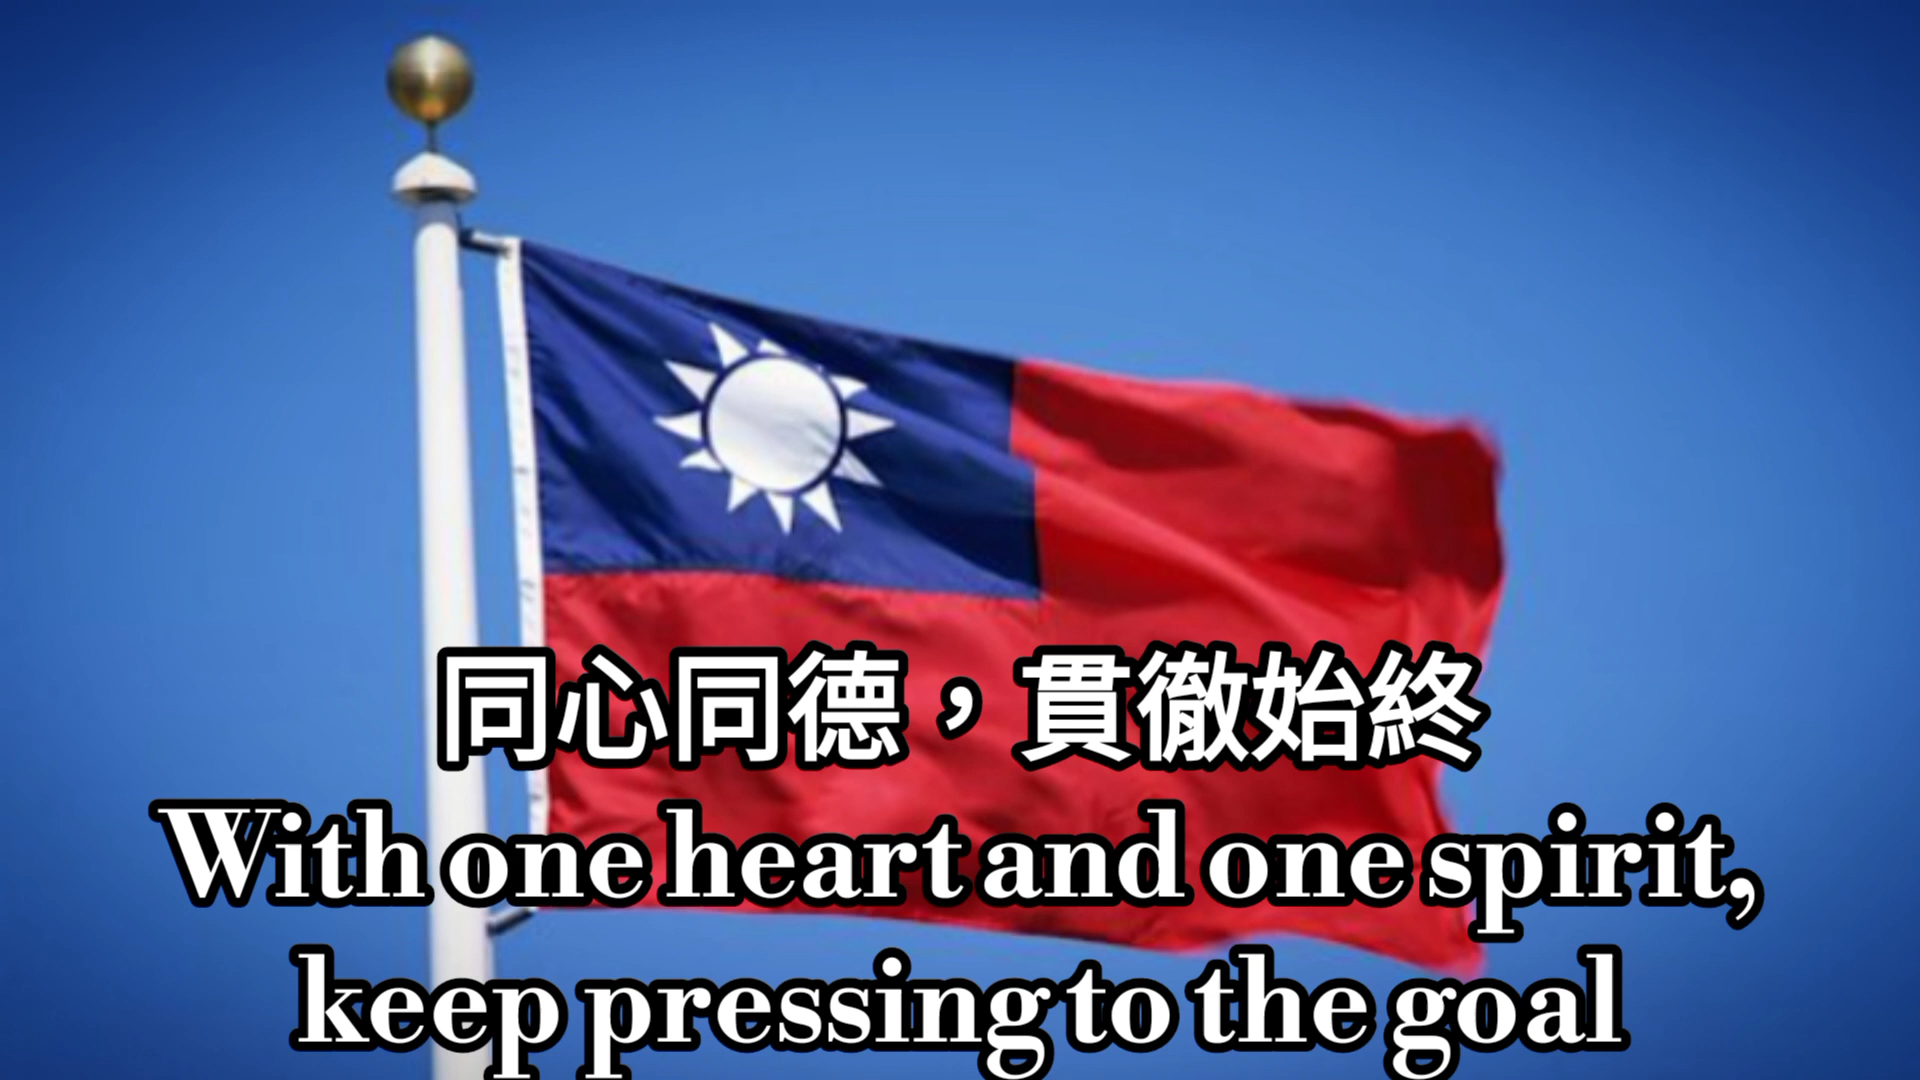 同心同德，貫徹始終
With one heart and one spirit,
keep pressing to the goal